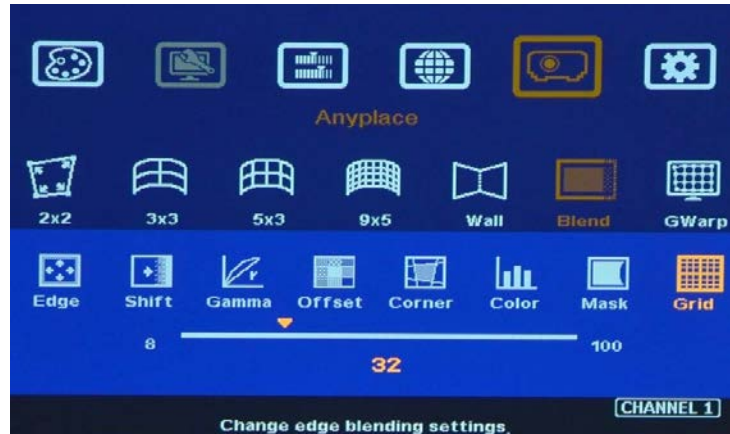 Anyplace
2x2 3x3 5x3 9x5 Wall Blend GWarp
Edge Shift Gamma Offset Corner Color Mask Grid
8 100
32
CHANNEL 1
Change edge blending settings.